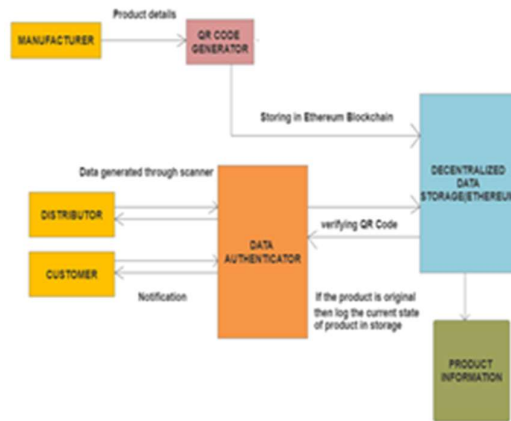 Product details
MANUFACTURER
QR CODE
GENERATOR
Storing in Ethereum Blockchain
DECENTRALIZED
DATA
STORAGE(ETHEREUM
Data generated through scanner
DISTRIBUTOR
verifying QR Code
DATA
AUTHENTICATOR
CUSTOMER
Notification
If the product is original
then log the current state
of product in storage
PRODUCT
INFORMATION